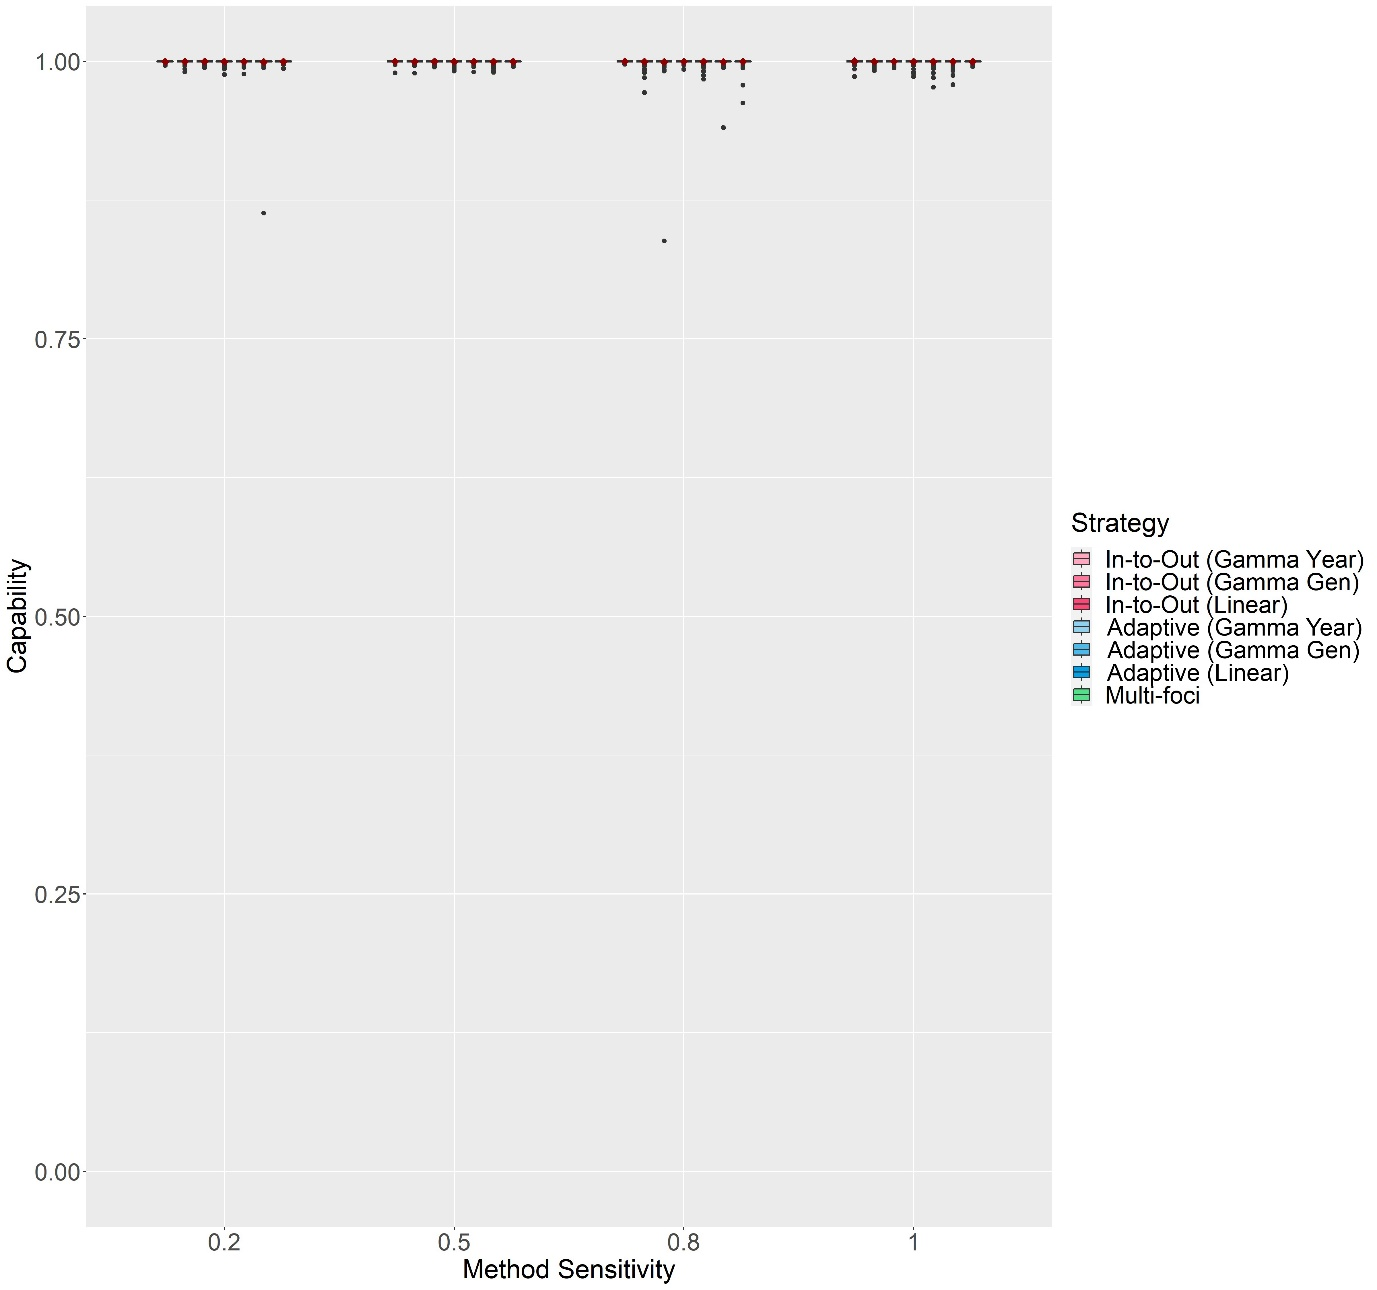 1.00
0.75
0.50
0.25
0.00
Capability
0.2
0.5
0.8
1
Method Sensitivity
Strategy
In-to-Out (Gamma Year)
In-to-Out (Gamma Gen)
In-to-Out (Linear)
Adaptive (Gamma Year)
Adaptive (Gamma Gen)
Adaptive (Linear)
Multi-foci